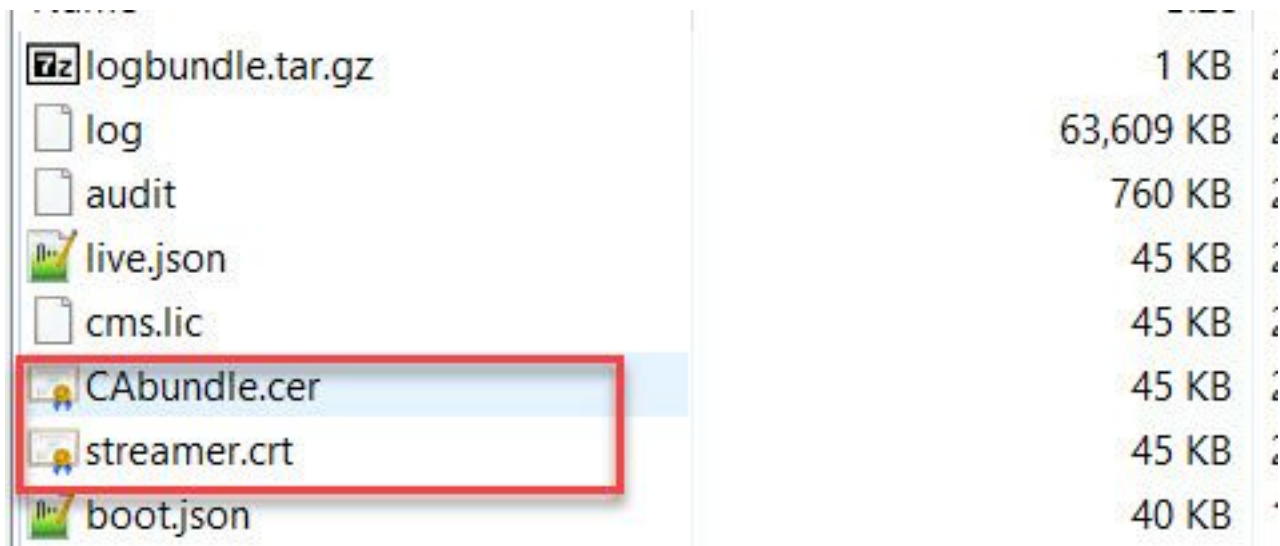 logbundle.tar.gz 1 KB
log 63,609 KB
audit 760 KB
live.json 45 KB
cms.lic 45 KB
CAbundle.cer 45 KB
streamer.crt 45 KB
boot.json 40 KB